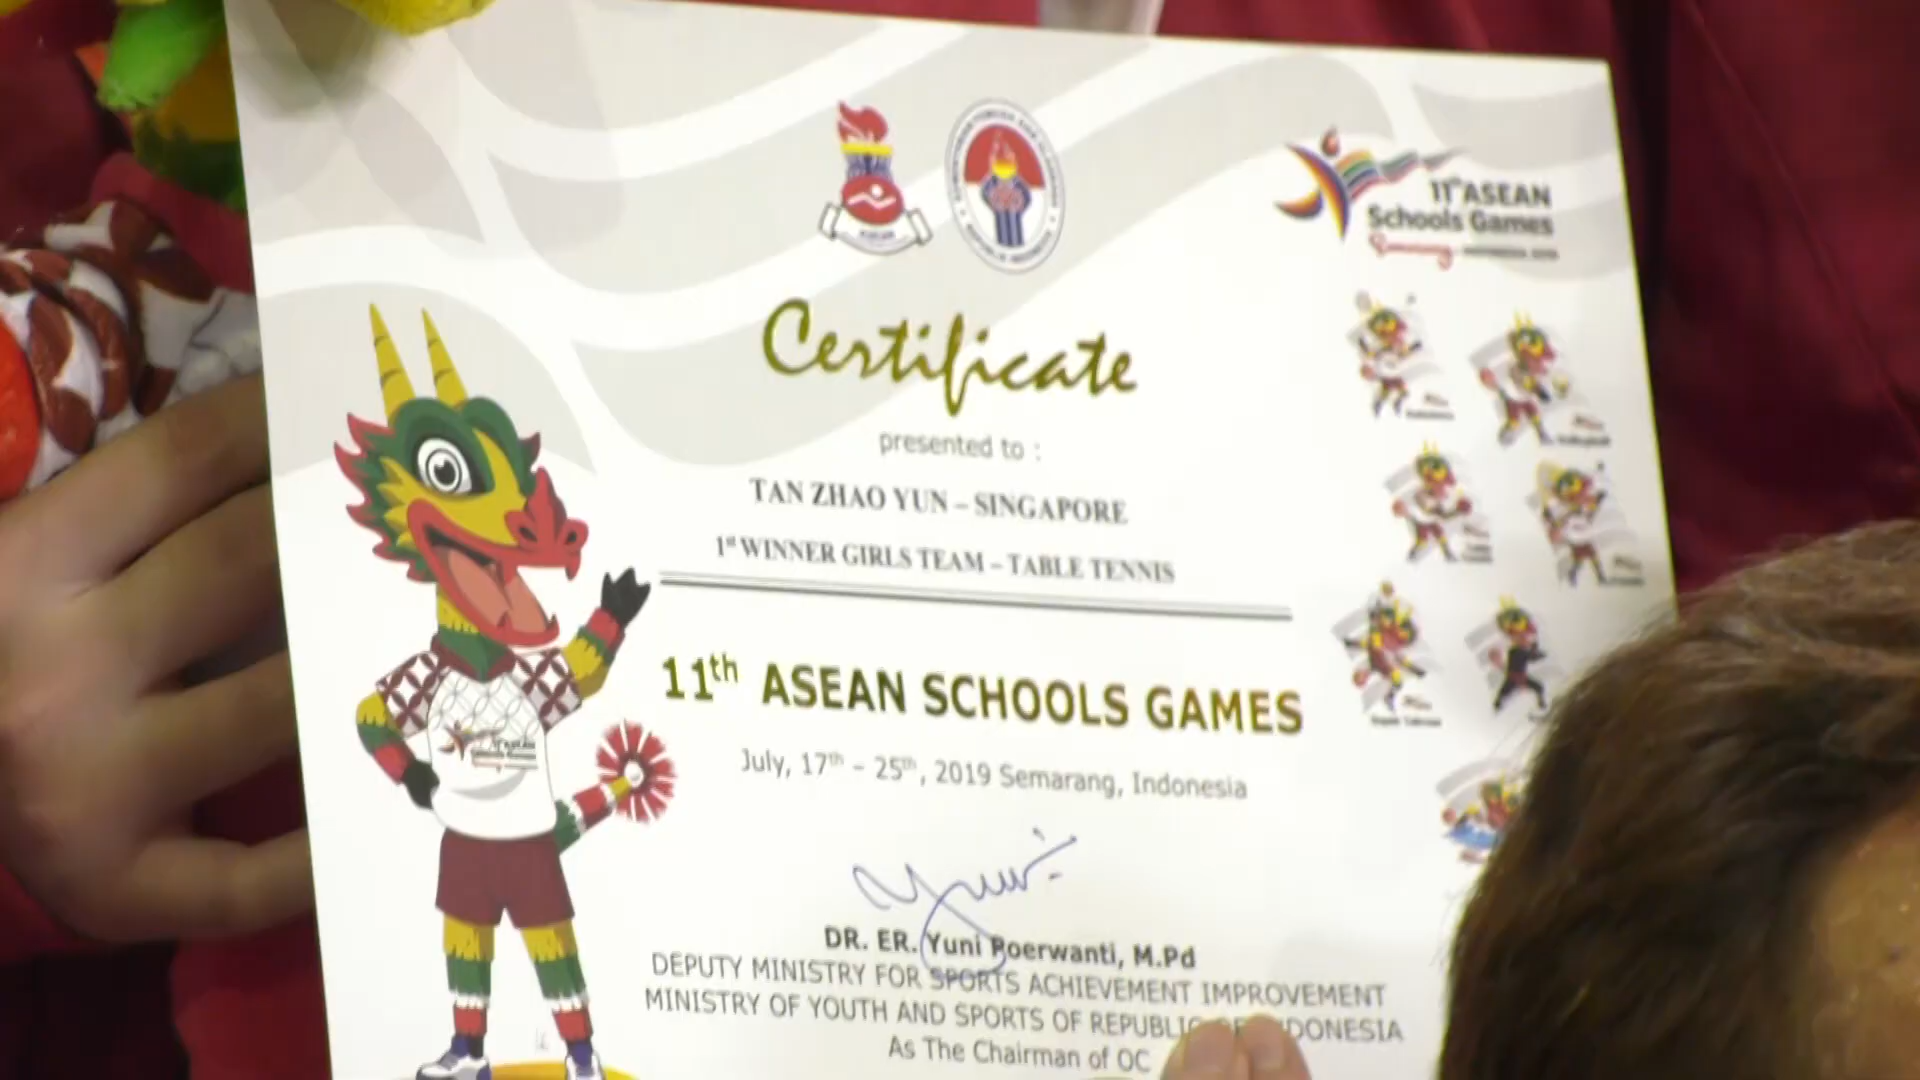 11th ASEAN
Schools Games
Semarang
Certificate
presented to :
TAN ZHAO YUN – SINGAPORE
1st WINNER GIRLS TEAM – TABLE TENNIS
11th ASEAN SCHOOLS GAMES
July, 17th – 25th, 2019 Semarang, Indonesia
DR. ER. Yuni Poerwanti, M.Pd
DEPUTY MINISTRY FOR SPORTS ACHIEVEMENT IMPROVEMENT
MINISTRY OF YOUTH AND SPORTS OF REPUBLIC
As The Chairman of OC